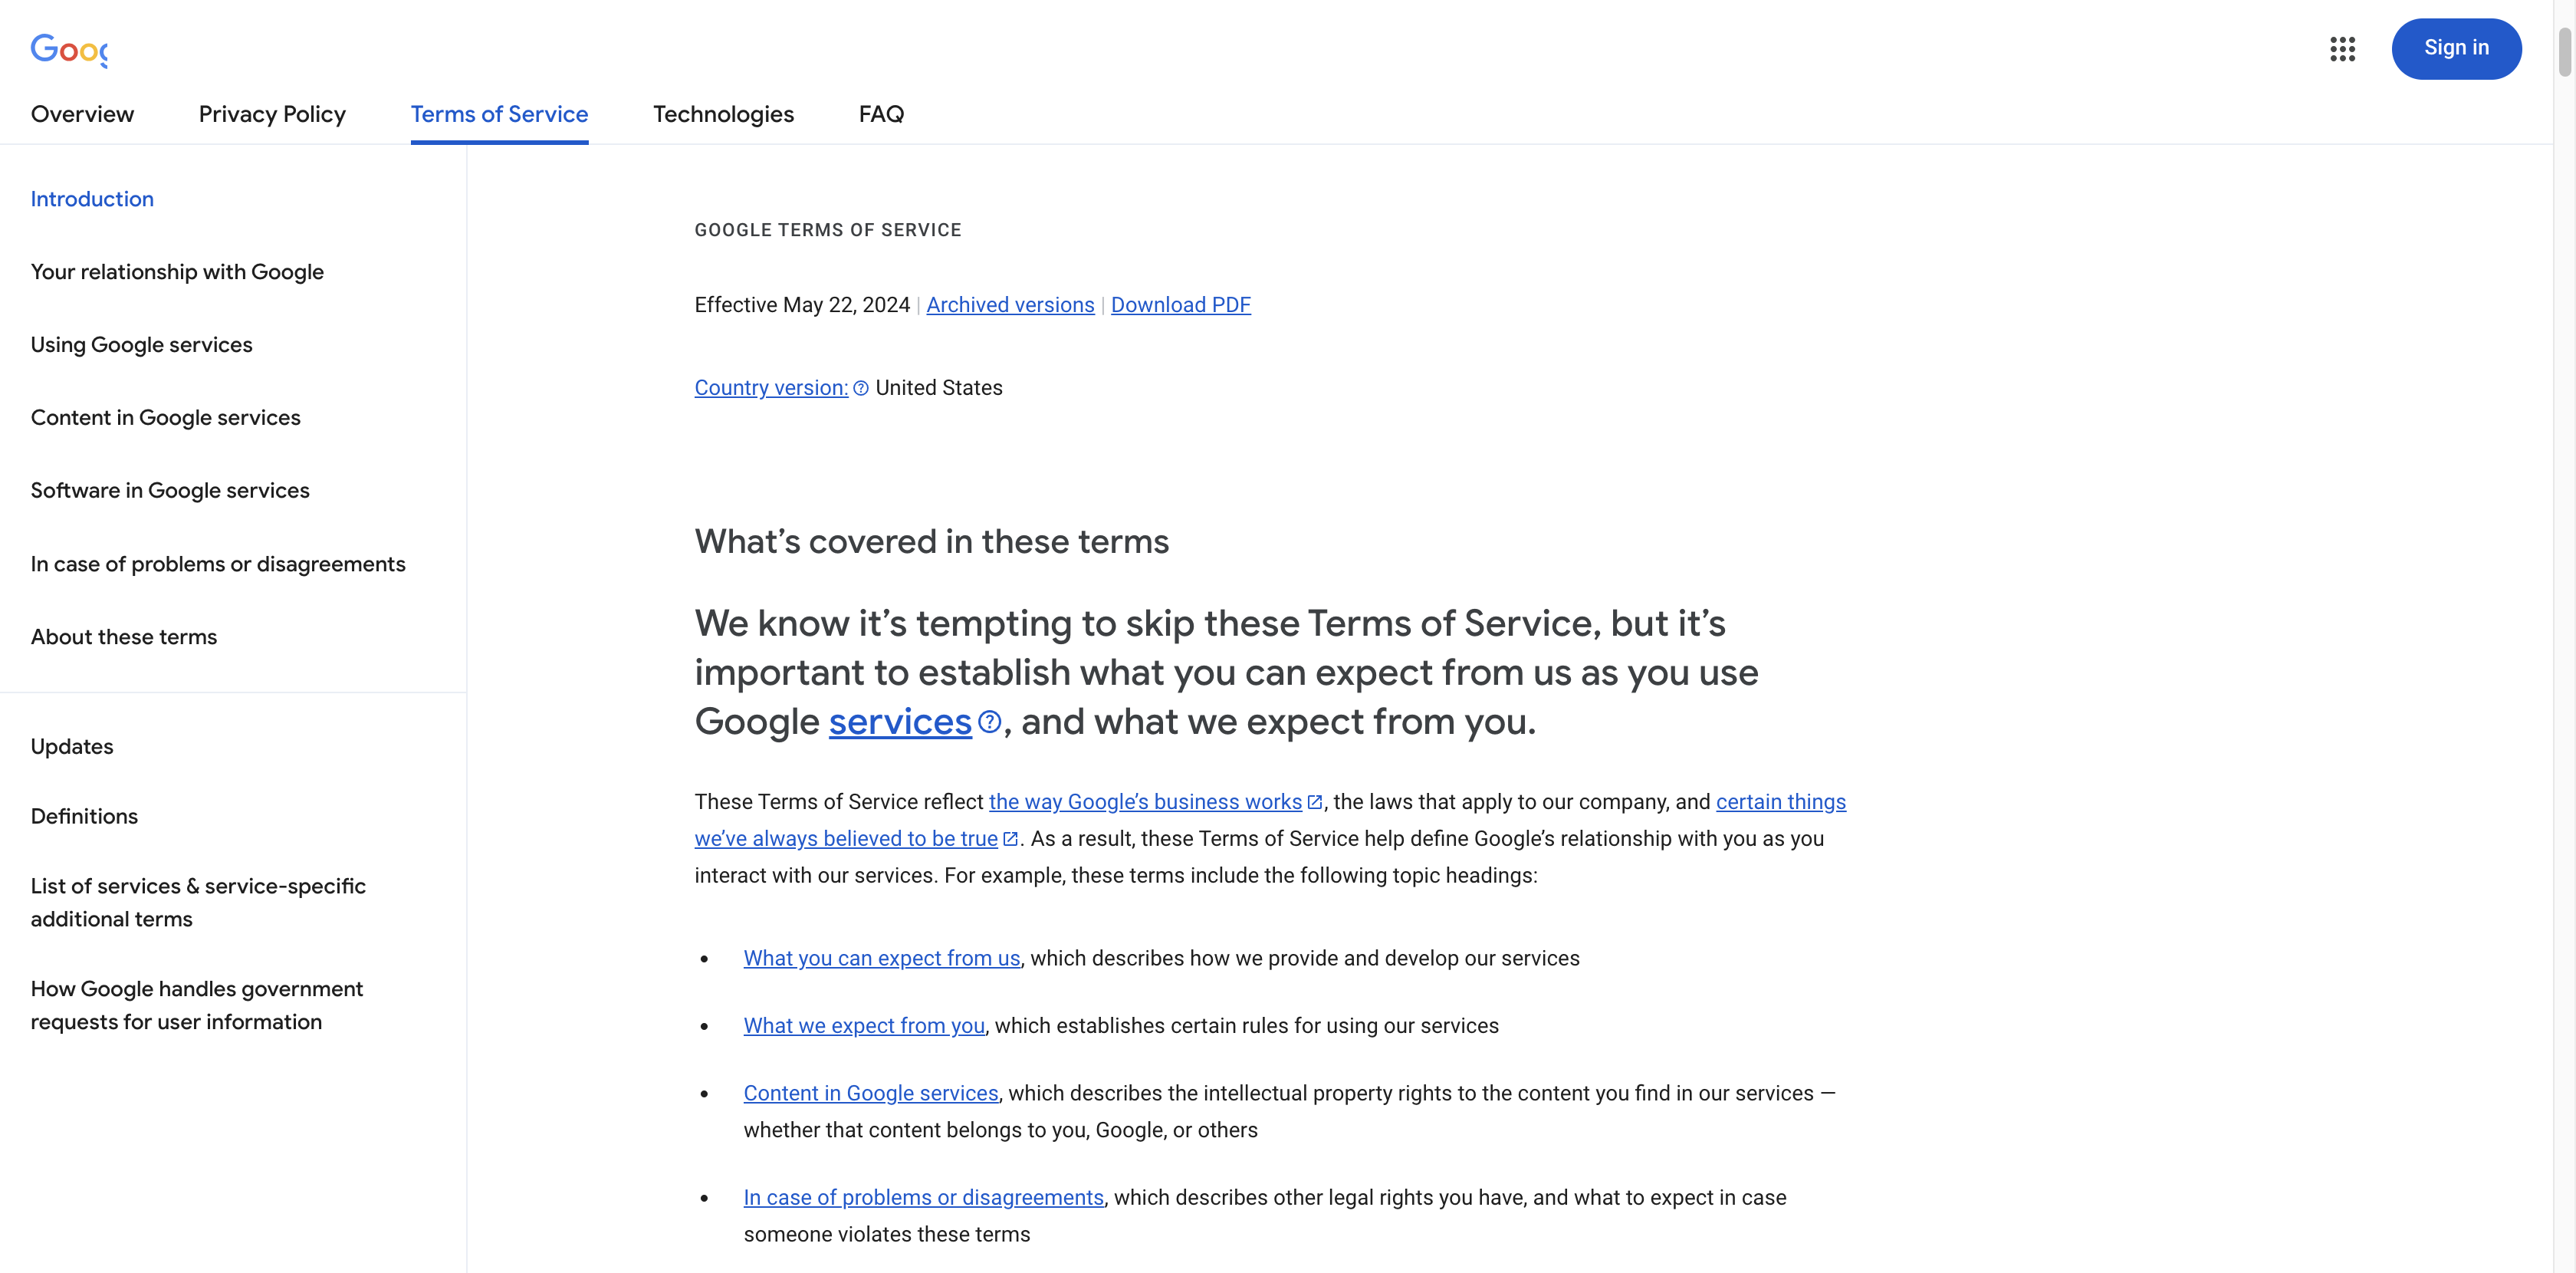 Goog
Sign in
Overview Privacy Policy Terms of Service Technologies FAQ
Introduction
Your relationship with Google
Using Google services
Content in Google services
Software in Google services
In case of problems or disagreements
About these terms
Updates
Definitions
List of services & service-specific
additional terms
How Google handles government
requests for user information
GOOGLE TERMS OF SERVICE
Effective May 22, 2024 | Archived versions | Download PDF
Country version: United States
What’s covered in these terms
We know it’s tempting to skip these Terms of Service, but it’s
important to establish what you can expect from us as you use
Google services, and what we expect from you.
These Terms of Service reflect the way Google’s business works, the laws that apply to our company, and certain things
we’ve always believed to be true. As a result, these Terms of Service help define Google’s relationship with you as you
interact with our services. For example, these terms include the following topic headings:
• What you can expect from us, which describes how we provide and develop our services
• What we expect from you, which establishes certain rules for using our services
• Content in Google services, which describes the intellectual property rights to the content you find in our services —
whether that content belongs to you, Google, or others
• In case of problems or disagreements, which describes other legal rights you have, and what to expect in case
someone violates these terms